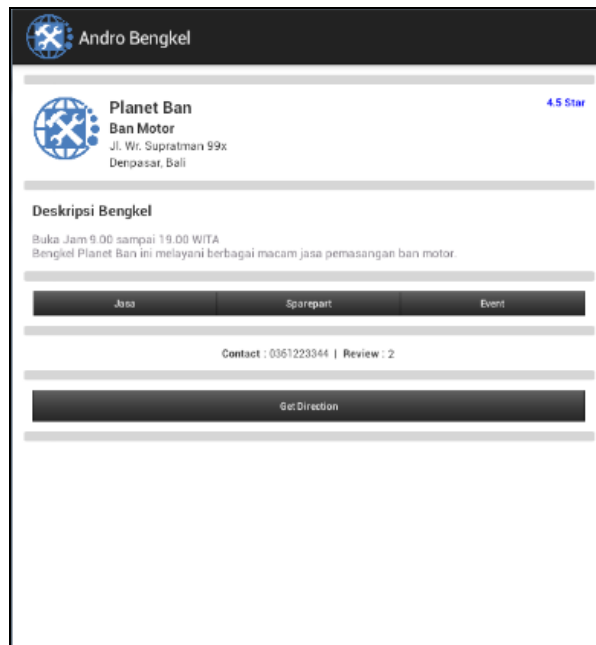 Andro Bengkel
Planet Ban
4.5 Star
Ban Motor
Jl. Wr. Supratman 99x
Denpasar, Bali
Deskripsi Bengkel
Buka Jam 9.00 sampai 19.00 WITA
Bengkel Planet Ban ini melayani berbagai macam jasa pemasangan ban motor.
Jasa Sparepart Event
Contact : 0361223344 | Review : 2
Get Direction